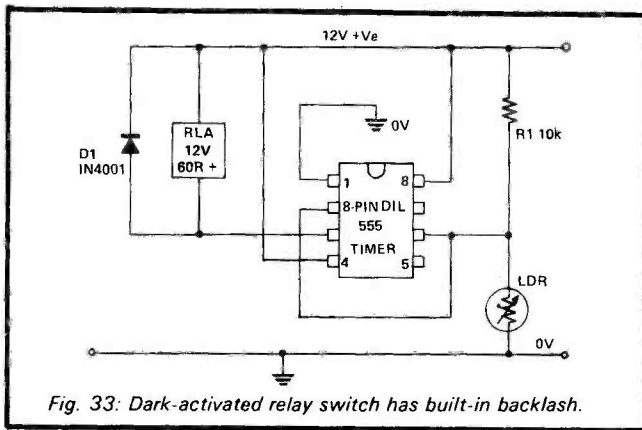 12V +Ve
D1
IN4001
RLA
12V
60R +
0V
R1 10k
1
8
8-PIN DIL
555
TIMER
4
5
LDR
0V
Fig. 33: Dark-activated relay switch has built-in backlash.